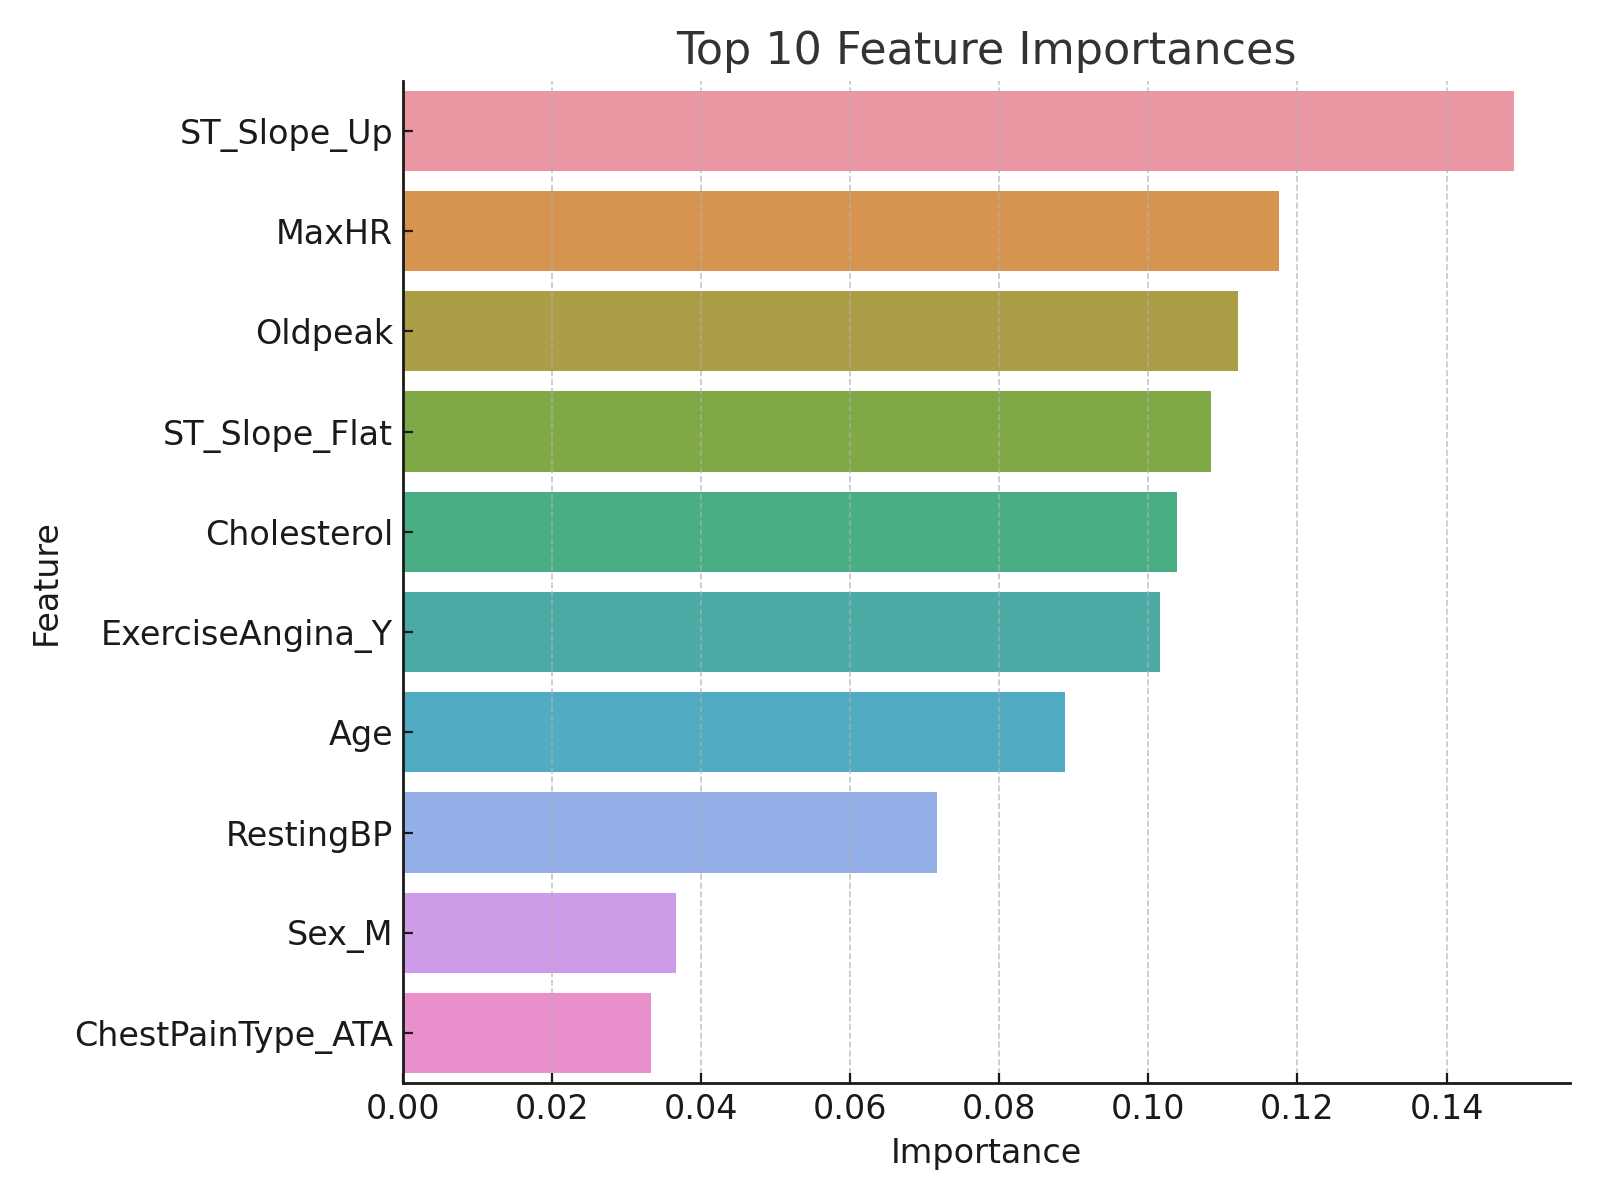 Top 10 Feature Importances
ST_Slope_Up
MaxHR
Oldpeak
ST_Slope_Flat
Cholesterol
ExerciseAngina_Y
Age
RestingBP
Sex_M
ChestPainType_ATA
Feature
0.00 0.02 0.04 0.06 0.08 0.10 0.12 0.14
Importance